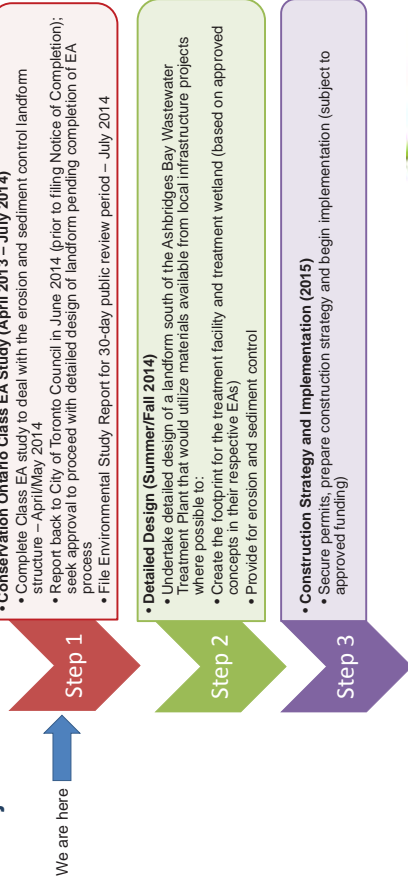 We are here
Step 1
• Conservation Ontario Class EA Study (April 2013 – July 2014)
• Complete Class EA study to deal with the erosion and sediment control landform
structure – April/May 2014
• Report back to City of Toronto Council in June 2014 (prior to filing Notice of Completion);
seek approval to proceed with detailed design of landform pending completion of EA
process
• File Environmental Study Report for 30-day public review period – July 2014
Step 2
• Detailed Design (Summer/Fall 2014)
• Undertake detailed design of a landform south of the Ashbridges Bay Wastewater
Treatment Plant that would utilize materials available from local infrastructure projects
where possible to:
• Create the footprint for the treatment facility and treatment wetland (based on approved
concepts in their respective EAs)
• Provide for erosion and sediment control
Step 3
• Construction Strategy and Implementation (2015)
• Secure permits, prepare construction strategy and begin implementation (subject to
approved funding)